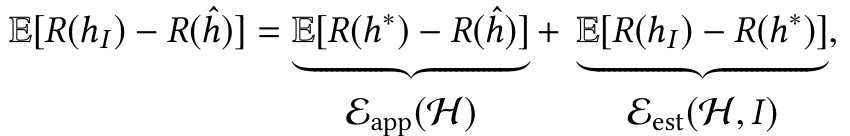 𝔼[R(h_I) − R(ĥ)] = 𝔼[R(h*) − R(ĥ)] + 𝔼[R(h_I) − R(h*)],
ℰ_app(ℋ) ℰ_est(ℋ, I)